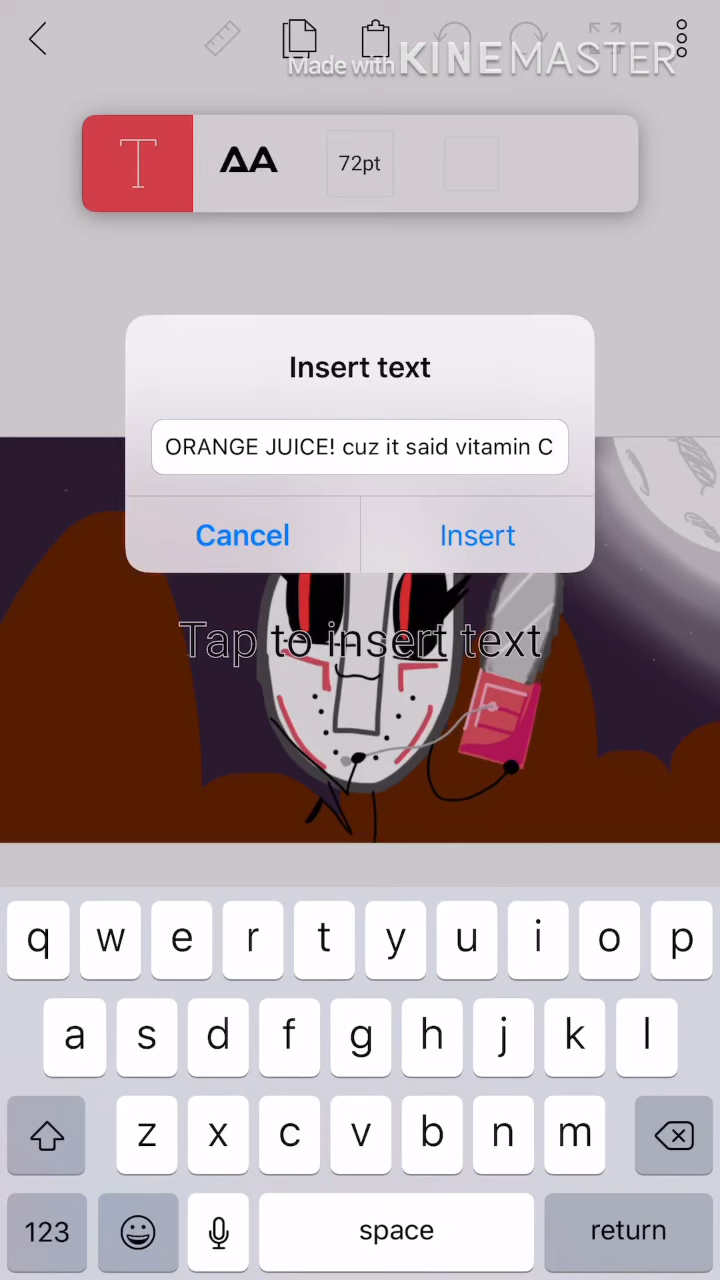 Made with KINEMASTER
T AA 72pt
Insert text
ORANGE JUICE! cuz it said vitamin C
Cancel Insert
Tap to insert text
q w e r t y u i o p
a s d f g h j k l
z x c v b n m
123 space return